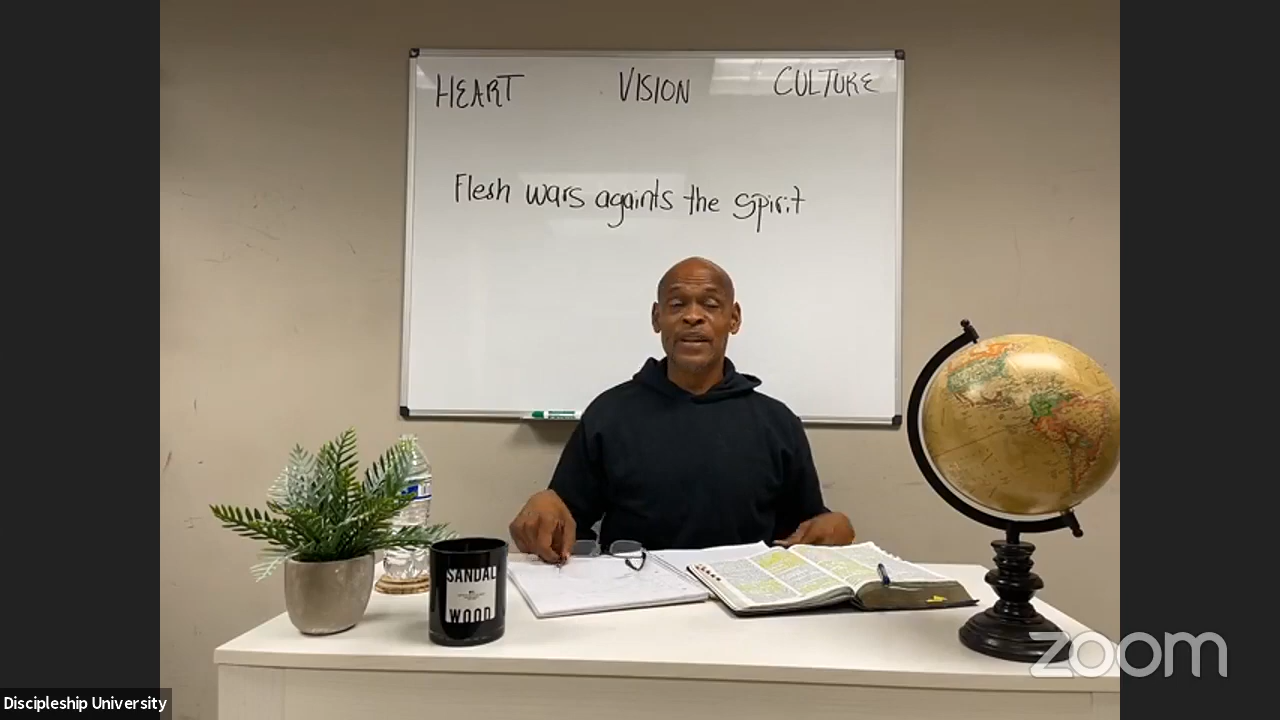 HEART VISION CULTURE
Flesh wars againts the spirit
SANDAL
WOOD
zoom
Discipleship University